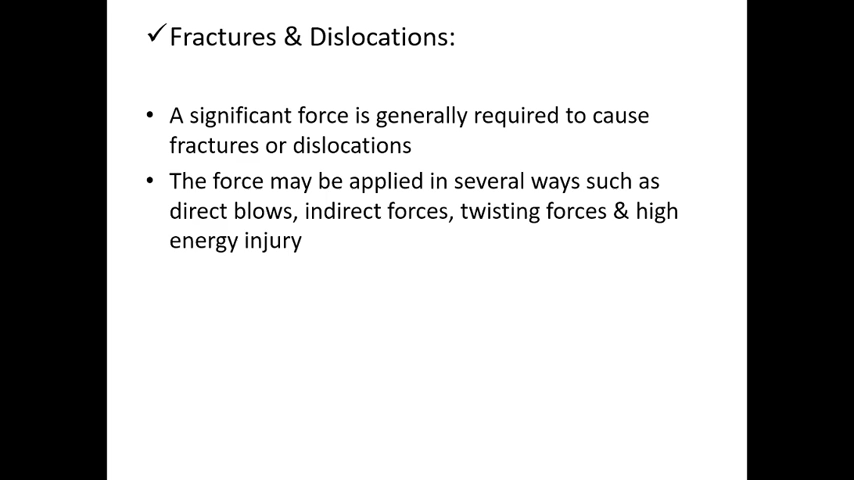 ✓Fractures & Dislocations:
• A significant force is generally required to cause
fractures or dislocations
• The force may be applied in several ways such as
direct blows, indirect forces, twisting forces & high
energy injury